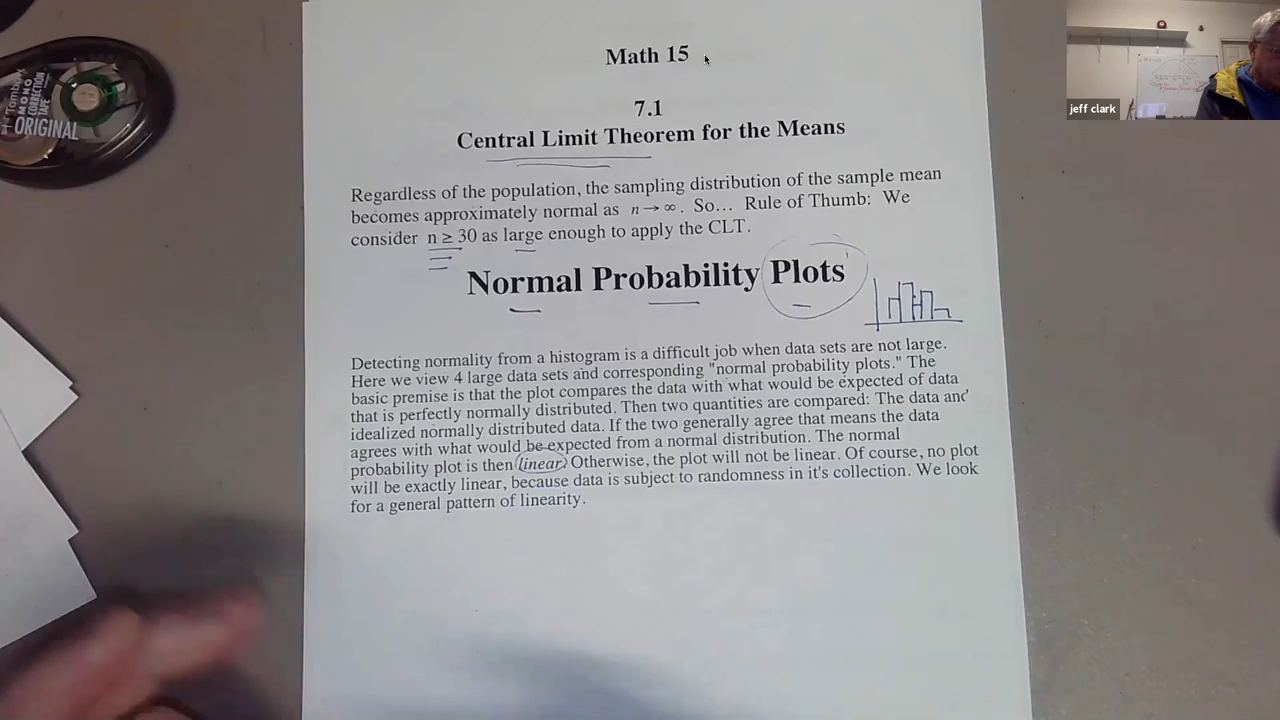 Math 15
7.1
Central Limit Theorem for the Means
Regardless of the population, the sampling distribution of the sample mean
becomes approximately normal as n → ∞. So... Rule of Thumb: We
consider n ≥ 30 as large enough to apply the CLT.
Normal Probability Plots
Detecting normality from a histogram is a difficult job when data sets are not large.
Here we view 4 large data sets and corresponding "normal probability plots." The
basic premise is that the plot compares the data with what would be expected of data
that is perfectly normally distributed. Then two quantities are compared: The data and
idealized normally distributed data. If the two generally agree that means the data
agrees with what would be expected from a normal distribution. The normal
probability plot is then linear. Otherwise, the plot will not be linear. Of course, no plot
will be exactly linear, because data is subject to randomness in it's collection. We look
for a general pattern of linearity.
Tombow
MONO
CORRECTION
TAPE
ORIGINAL
jeff clark